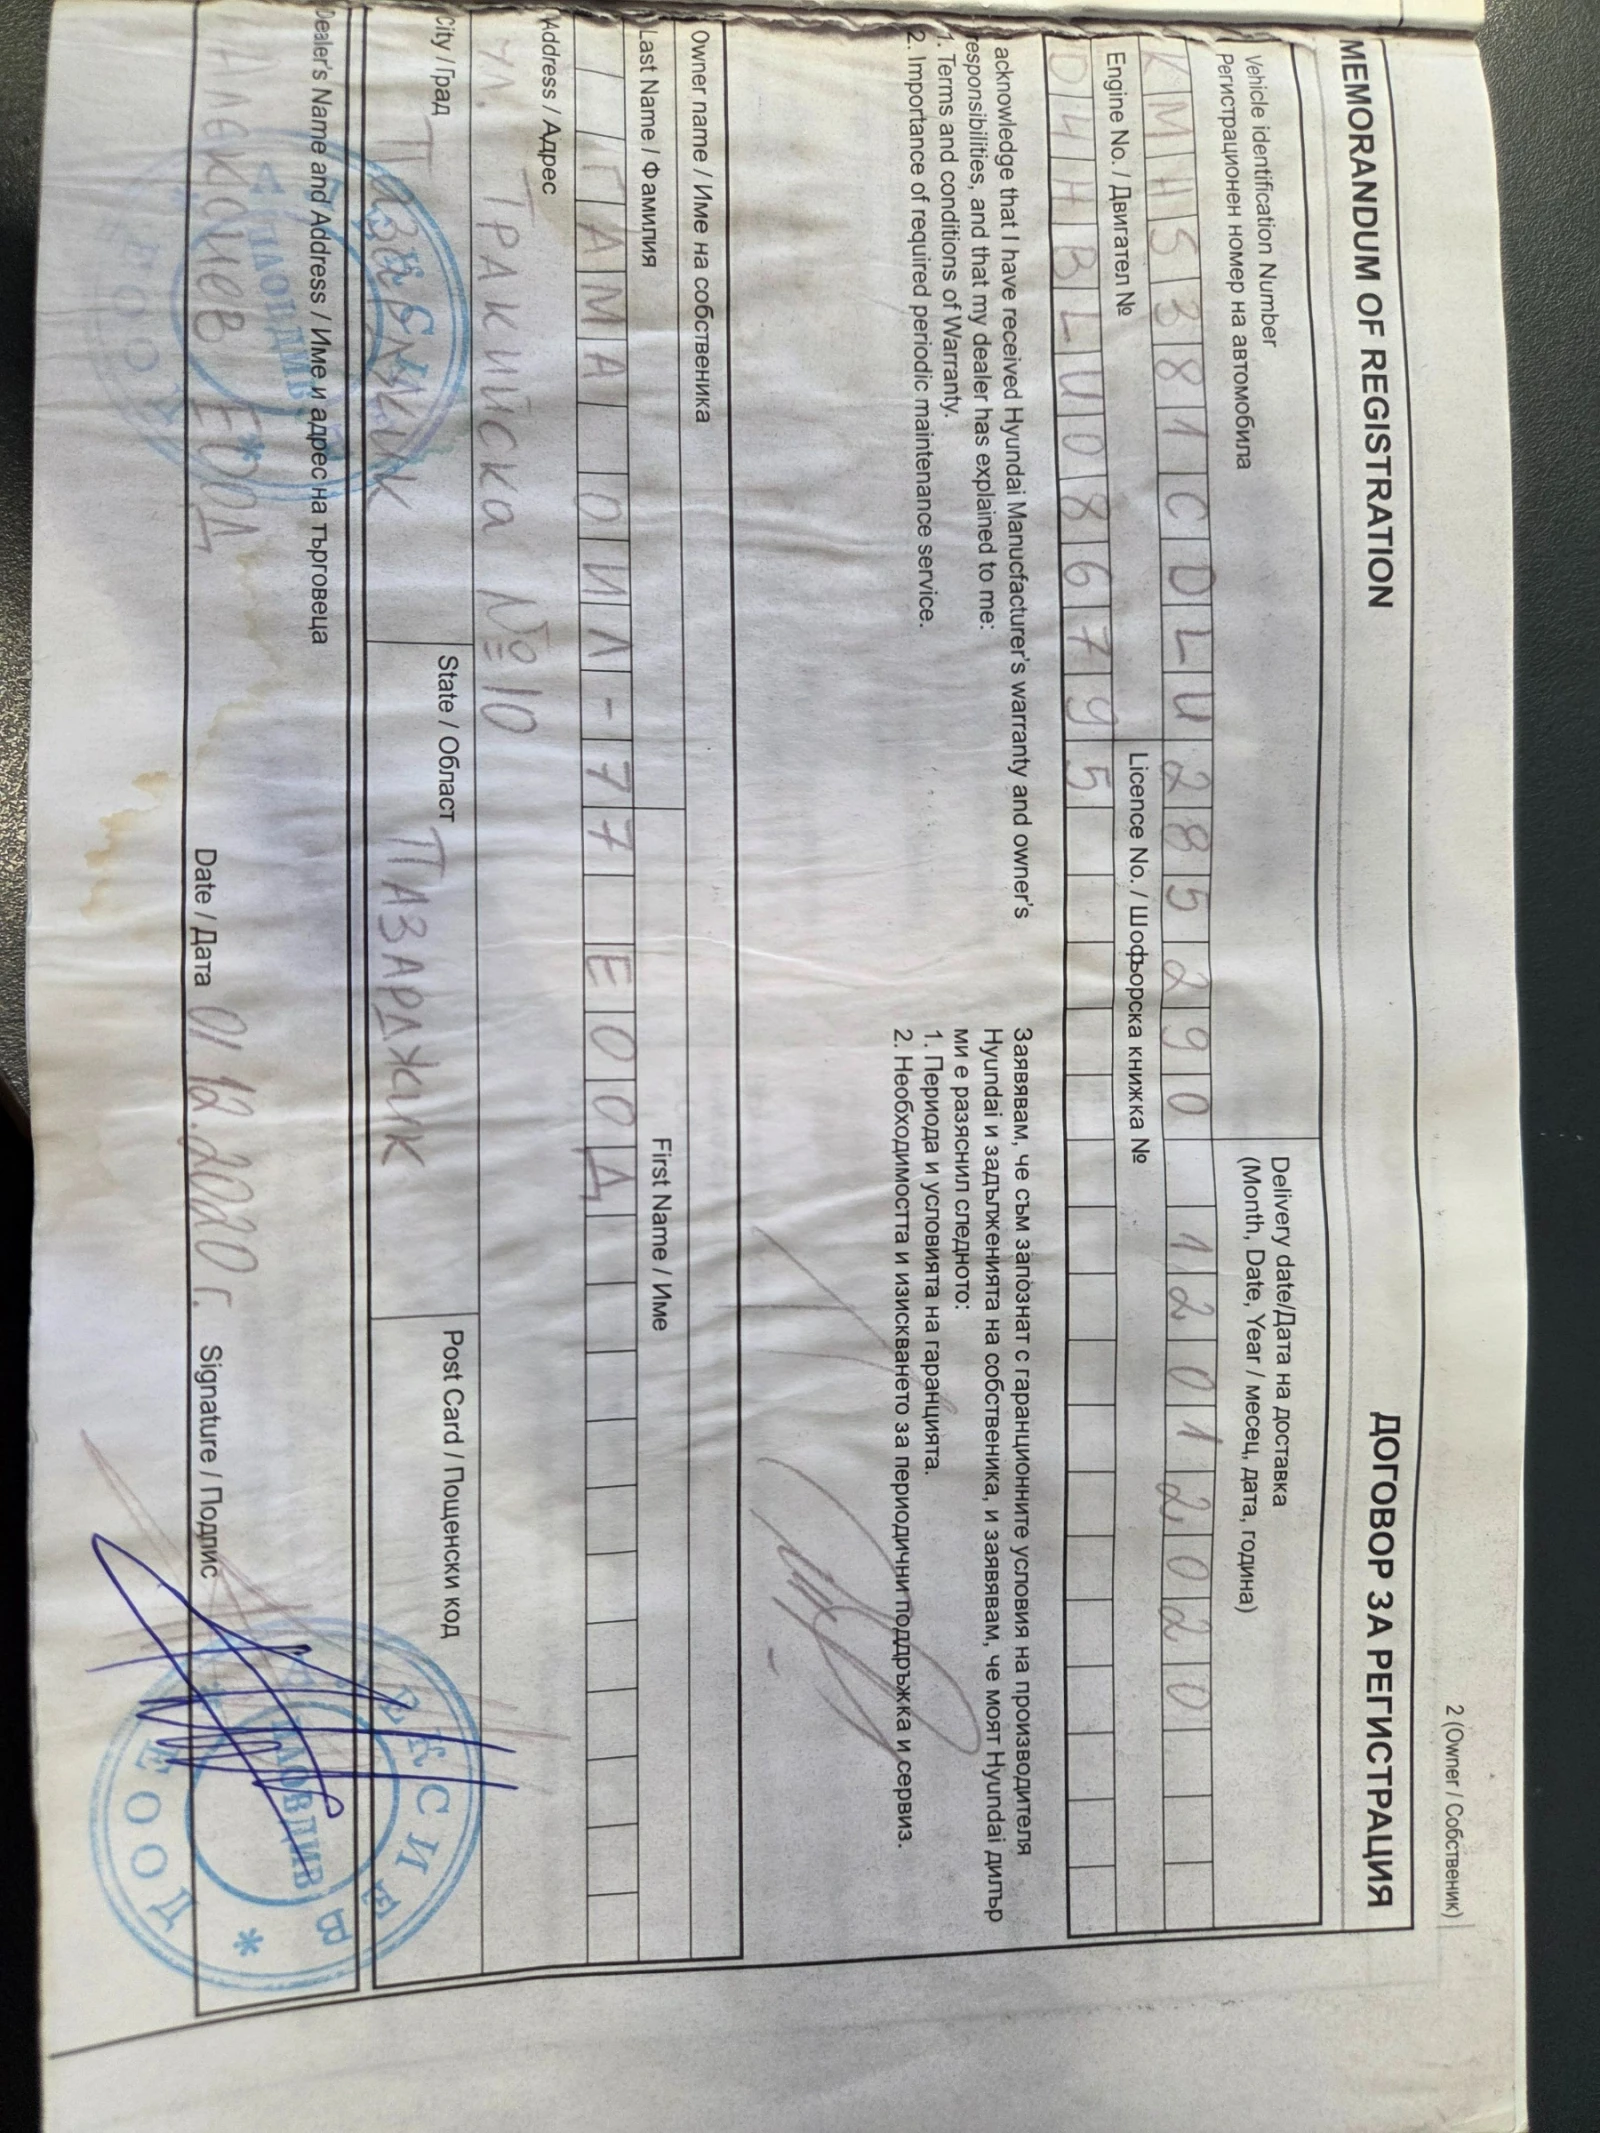 2 (Owner / Собственик)
MEMORANDUM OF REGISTRATION ДОГОВОР ЗА РЕГИСТРАЦИЯ
Vehicle identification Number
Регистрационен номер на автомобила
Delivery date/Дата на доставка
(Month, Date, Year / месец, дата, година)
KMHS3381CDLU285290 12012020
Engine No. / Двигател № Licence No. / Шофьорска книжка №
D4HBLU086795
acknowledge that I have received Hyundai Manucfacturer's warranty and owner's
responsibilities, and that my dealer has explained to me:
1. Terms and conditions of Warranty.
2. Importance of required periodic maintenance service.
Заявявам, че съм запознат с гаранционните условия на производителя
Hyundai и задълженията на собственика, и заявявам, че моят Hyundai дилър
ми е разяснил следното:
1. Периода и условията на гаранцията.
2. Необходимостта и изискването за периодични поддръжка и сервиз.
Owner name / Име на собственика
Last Name / Фамилия First Name / Име
ГАМА ОИЛ-77 ЕООД
Address / Адрес
ул. Тракийска №10
City / Град Пазарджик State / Област ПАЗАРДЖИК Post Card / Пощенски код
Dealer's Name and Address / Име и адрес на търговеца
Алексиев ЕООД
Date / Дата 01.12.2020 г. Signature / Подпис
АЛЕКСИЕВ
ПЛОВДИВ
ЕООД